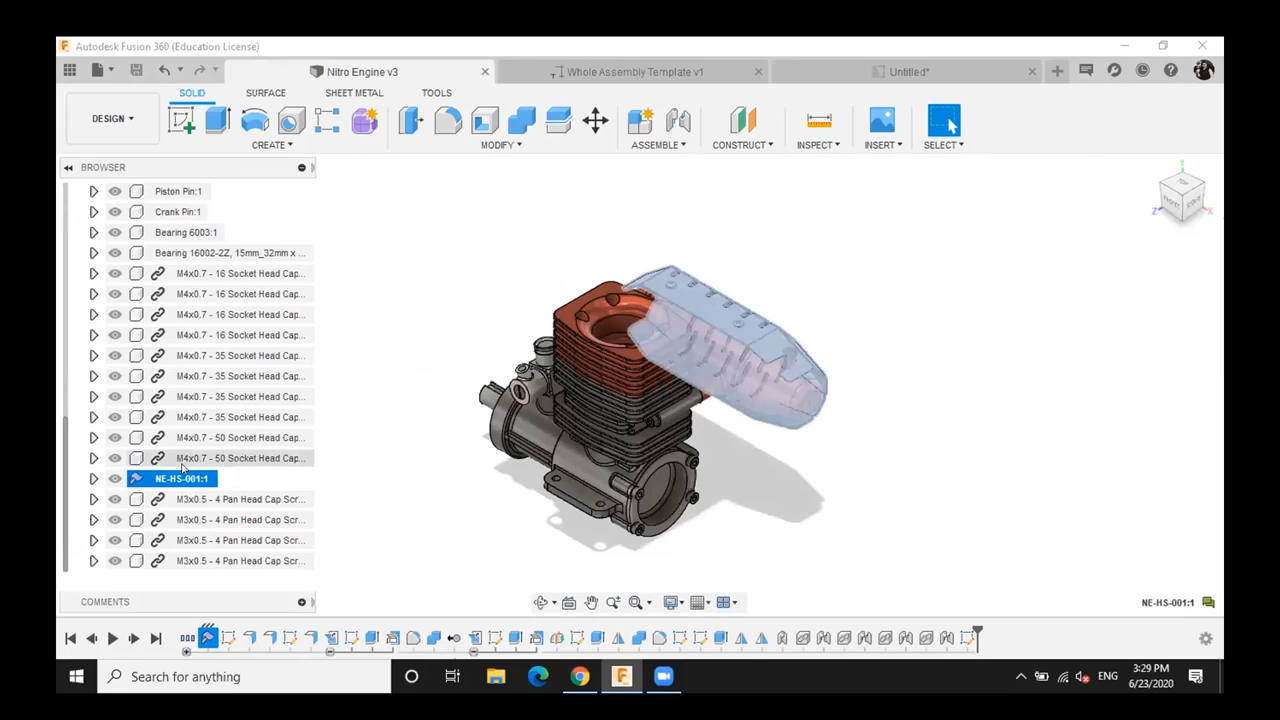 Autodesk Fusion 360 (Education License)
Nitro Engine v3
Whole Assembly Template v1
Untitled*
SOLID
SURFACE
SHEET METAL
TOOLS
DESIGN
CREATE
MODIFY
ASSEMBLE
CONSTRUCT
INSPECT
INSERT
SELECT
BROWSER
Piston Pin:1
Crank Pin:1
Bearing 6003:1
Bearing 16002-2Z, 15mm_32mm x ...
M4x0.7 - 16 Socket Head Cap...
M4x0.7 - 16 Socket Head Cap...
M4x0.7 - 16 Socket Head Cap...
M4x0.7 - 16 Socket Head Cap...
M4x0.7 - 35 Socket Head Cap...
M4x0.7 - 35 Socket Head Cap...
M4x0.7 - 35 Socket Head Cap...
M4x0.7 - 35 Socket Head Cap...
M4x0.7 - 50 Socket Head Cap...
M4x0.7 - 50 Socket Head Cap...
NE-HS-001:1
M3x0.5 - 4 Pan Head Cap Scr...
M3x0.5 - 4 Pan Head Cap Scr...
M3x0.5 - 4 Pan Head Cap Scr...
M3x0.5 - 4 Pan Head Cap Scr...
TOP
FRONT
Y
Z
X
COMMENTS
NE-HS-001:1
Search for anything
ENG
3:29 PM
6/23/2020